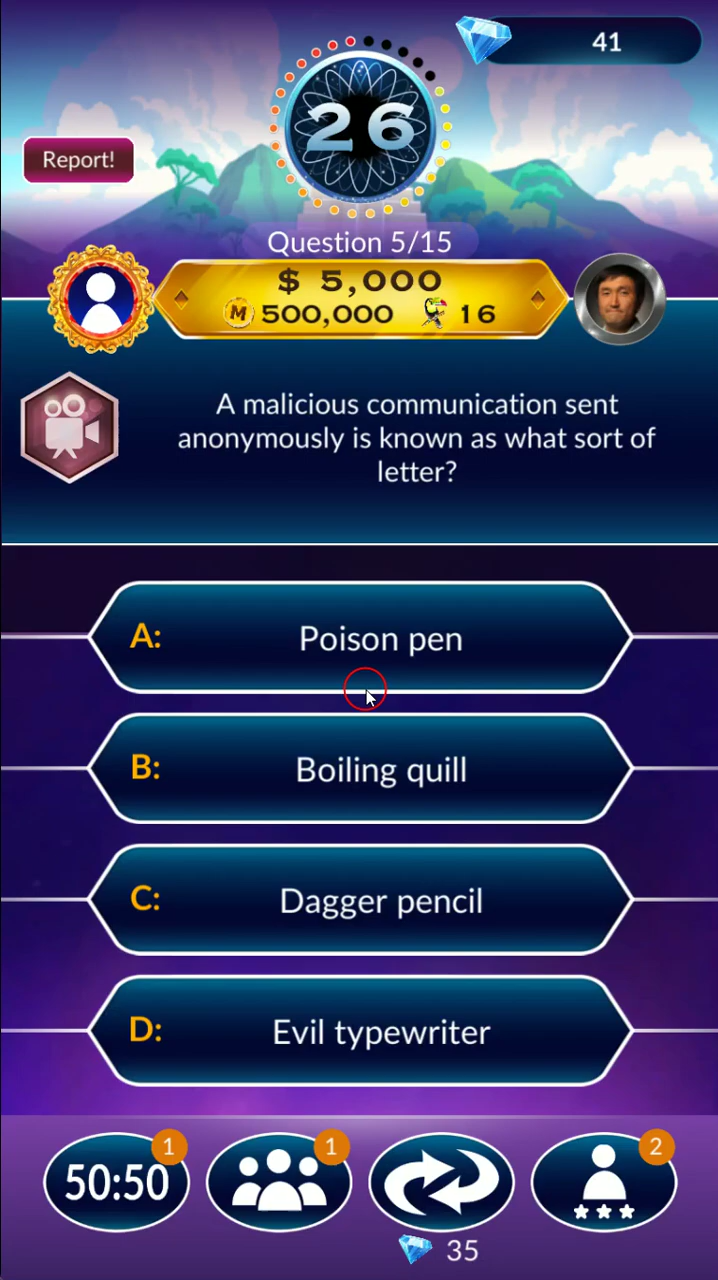 41
26
Report!
Question 5/15
$ 5,000
M 500,000 16
A malicious communication sent
anonymously is known as what sort of
letter?
A: Poison pen
B: Boiling quill
C: Dagger pencil
D: Evil typewriter
1 1 2
50:50
35